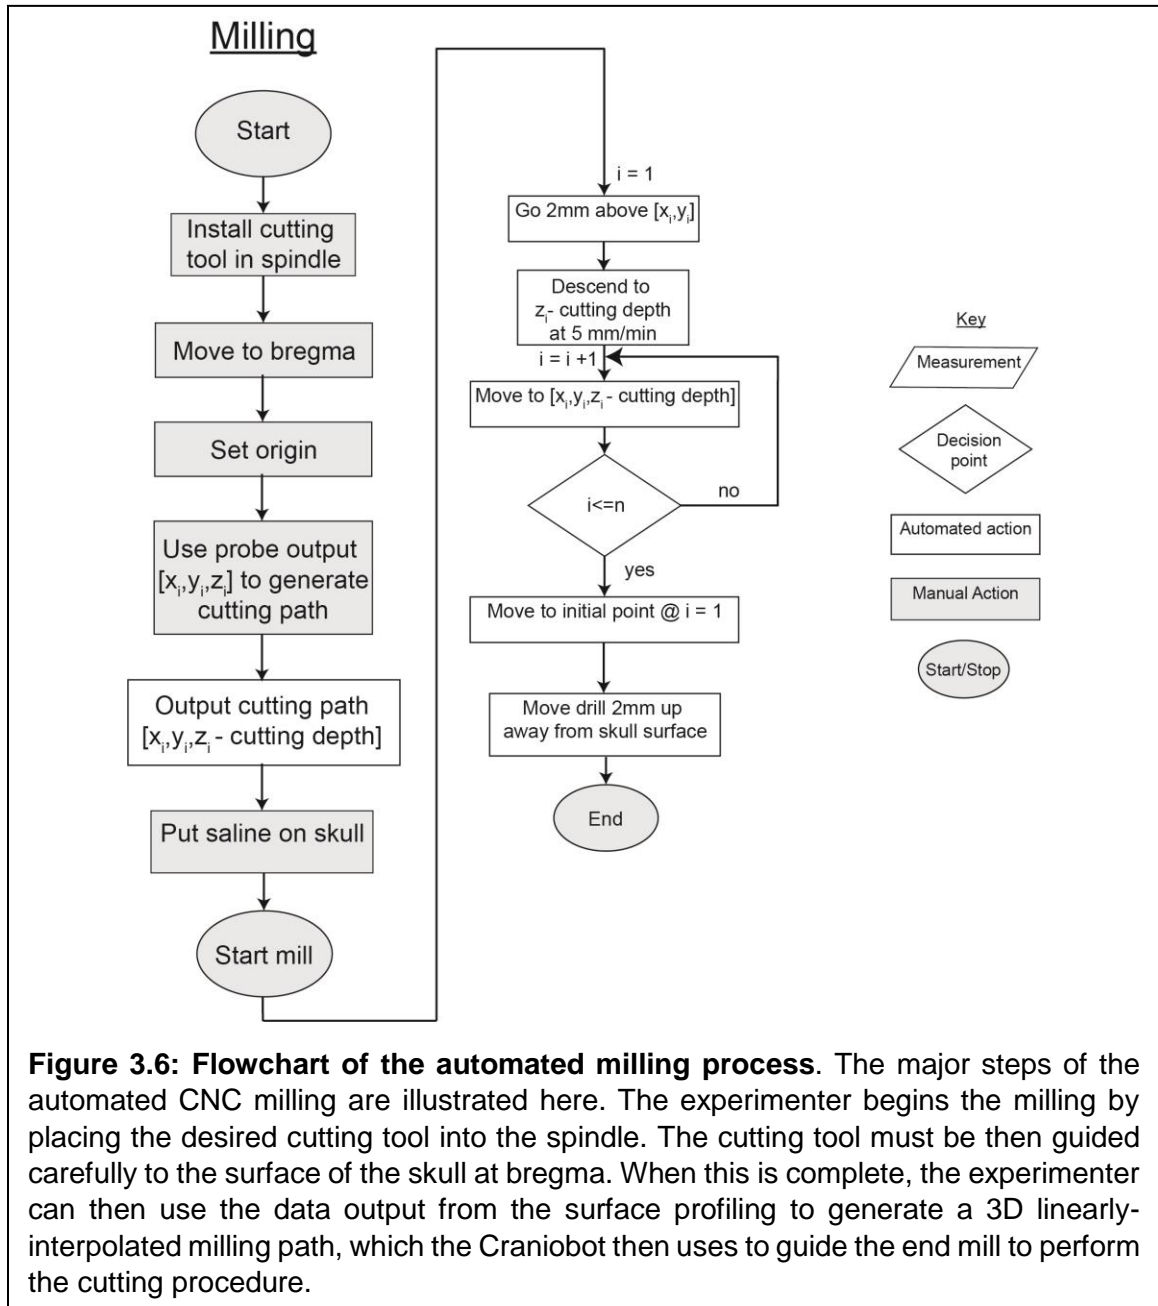 Milling
Start
Install cutting
tool in spindle
Move to bregma
Set origin
Use probe output
[xi,yi,zi] to generate
cutting path
Output cutting path
[xi,yi,zi - cutting depth]
Put saline on skull
Start mill
i = 1
Go 2mm above [xi,yi]
Descend to
zi- cutting depth
at 5 mm/min
i = i +1
Move to [xi,yi,zi - cutting depth]
i<=n
no
yes
Move to initial point @ i = 1
Move drill 2mm up
away from skull surface
End
Key
Measurement
Decision
point
Automated action
Manual Action
Start/Stop
Figure 3.6: Flowchart of the automated milling process. The major steps of the
automated CNC milling are illustrated here. The experimenter begins the milling by
placing the desired cutting tool into the spindle. The cutting tool must be then guided
carefully to the surface of the skull at bregma. When this is complete, the experimenter
can then use the data output from the surface profiling to generate a 3D linearly-
interpolated milling path, which the Craniobot then uses to guide the end mill to perform
the cutting procedure.